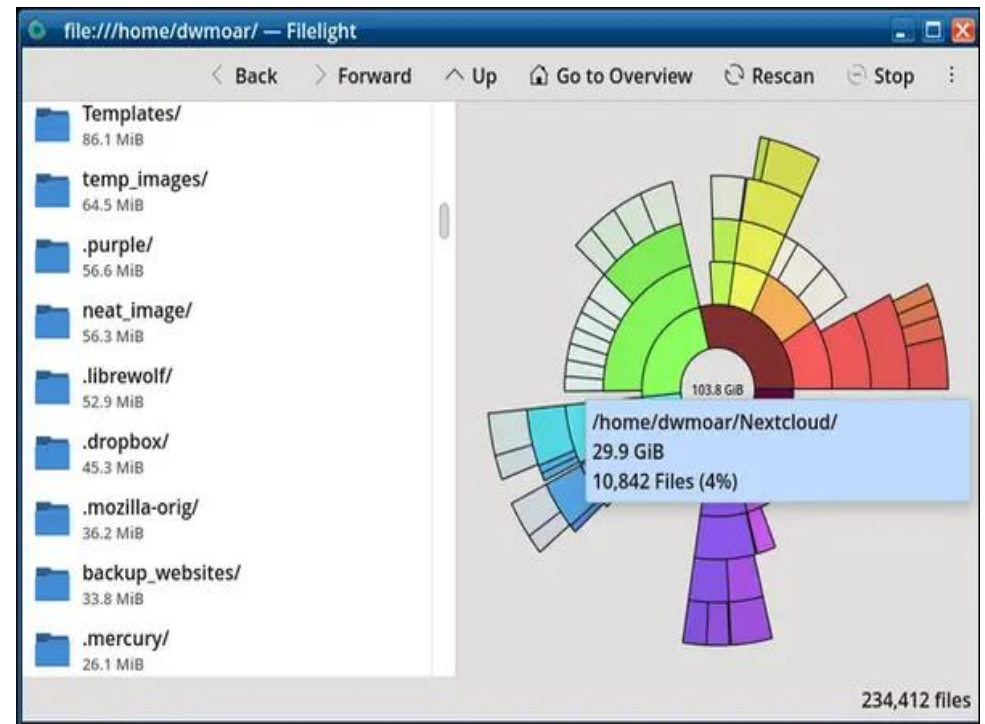 file:///home/dwmoar/ — Filelight
Back Forward Up Go to Overview Rescan Stop
Templates/
86.1 MiB
temp_images/
64.5 MiB
.purple/
56.6 MiB
neat_image/
56.3 MiB
.librewolf/
52.9 MiB
.dropbox/
45.3 MiB
.mozilla-orig/
36.2 MiB
backup_websites/
33.8 MiB
.mercury/
26.1 MiB
103.8 GiB
/home/dwmoar/Nextcloud/
29.9 GiB
10,842 Files (4%)
234,412 files